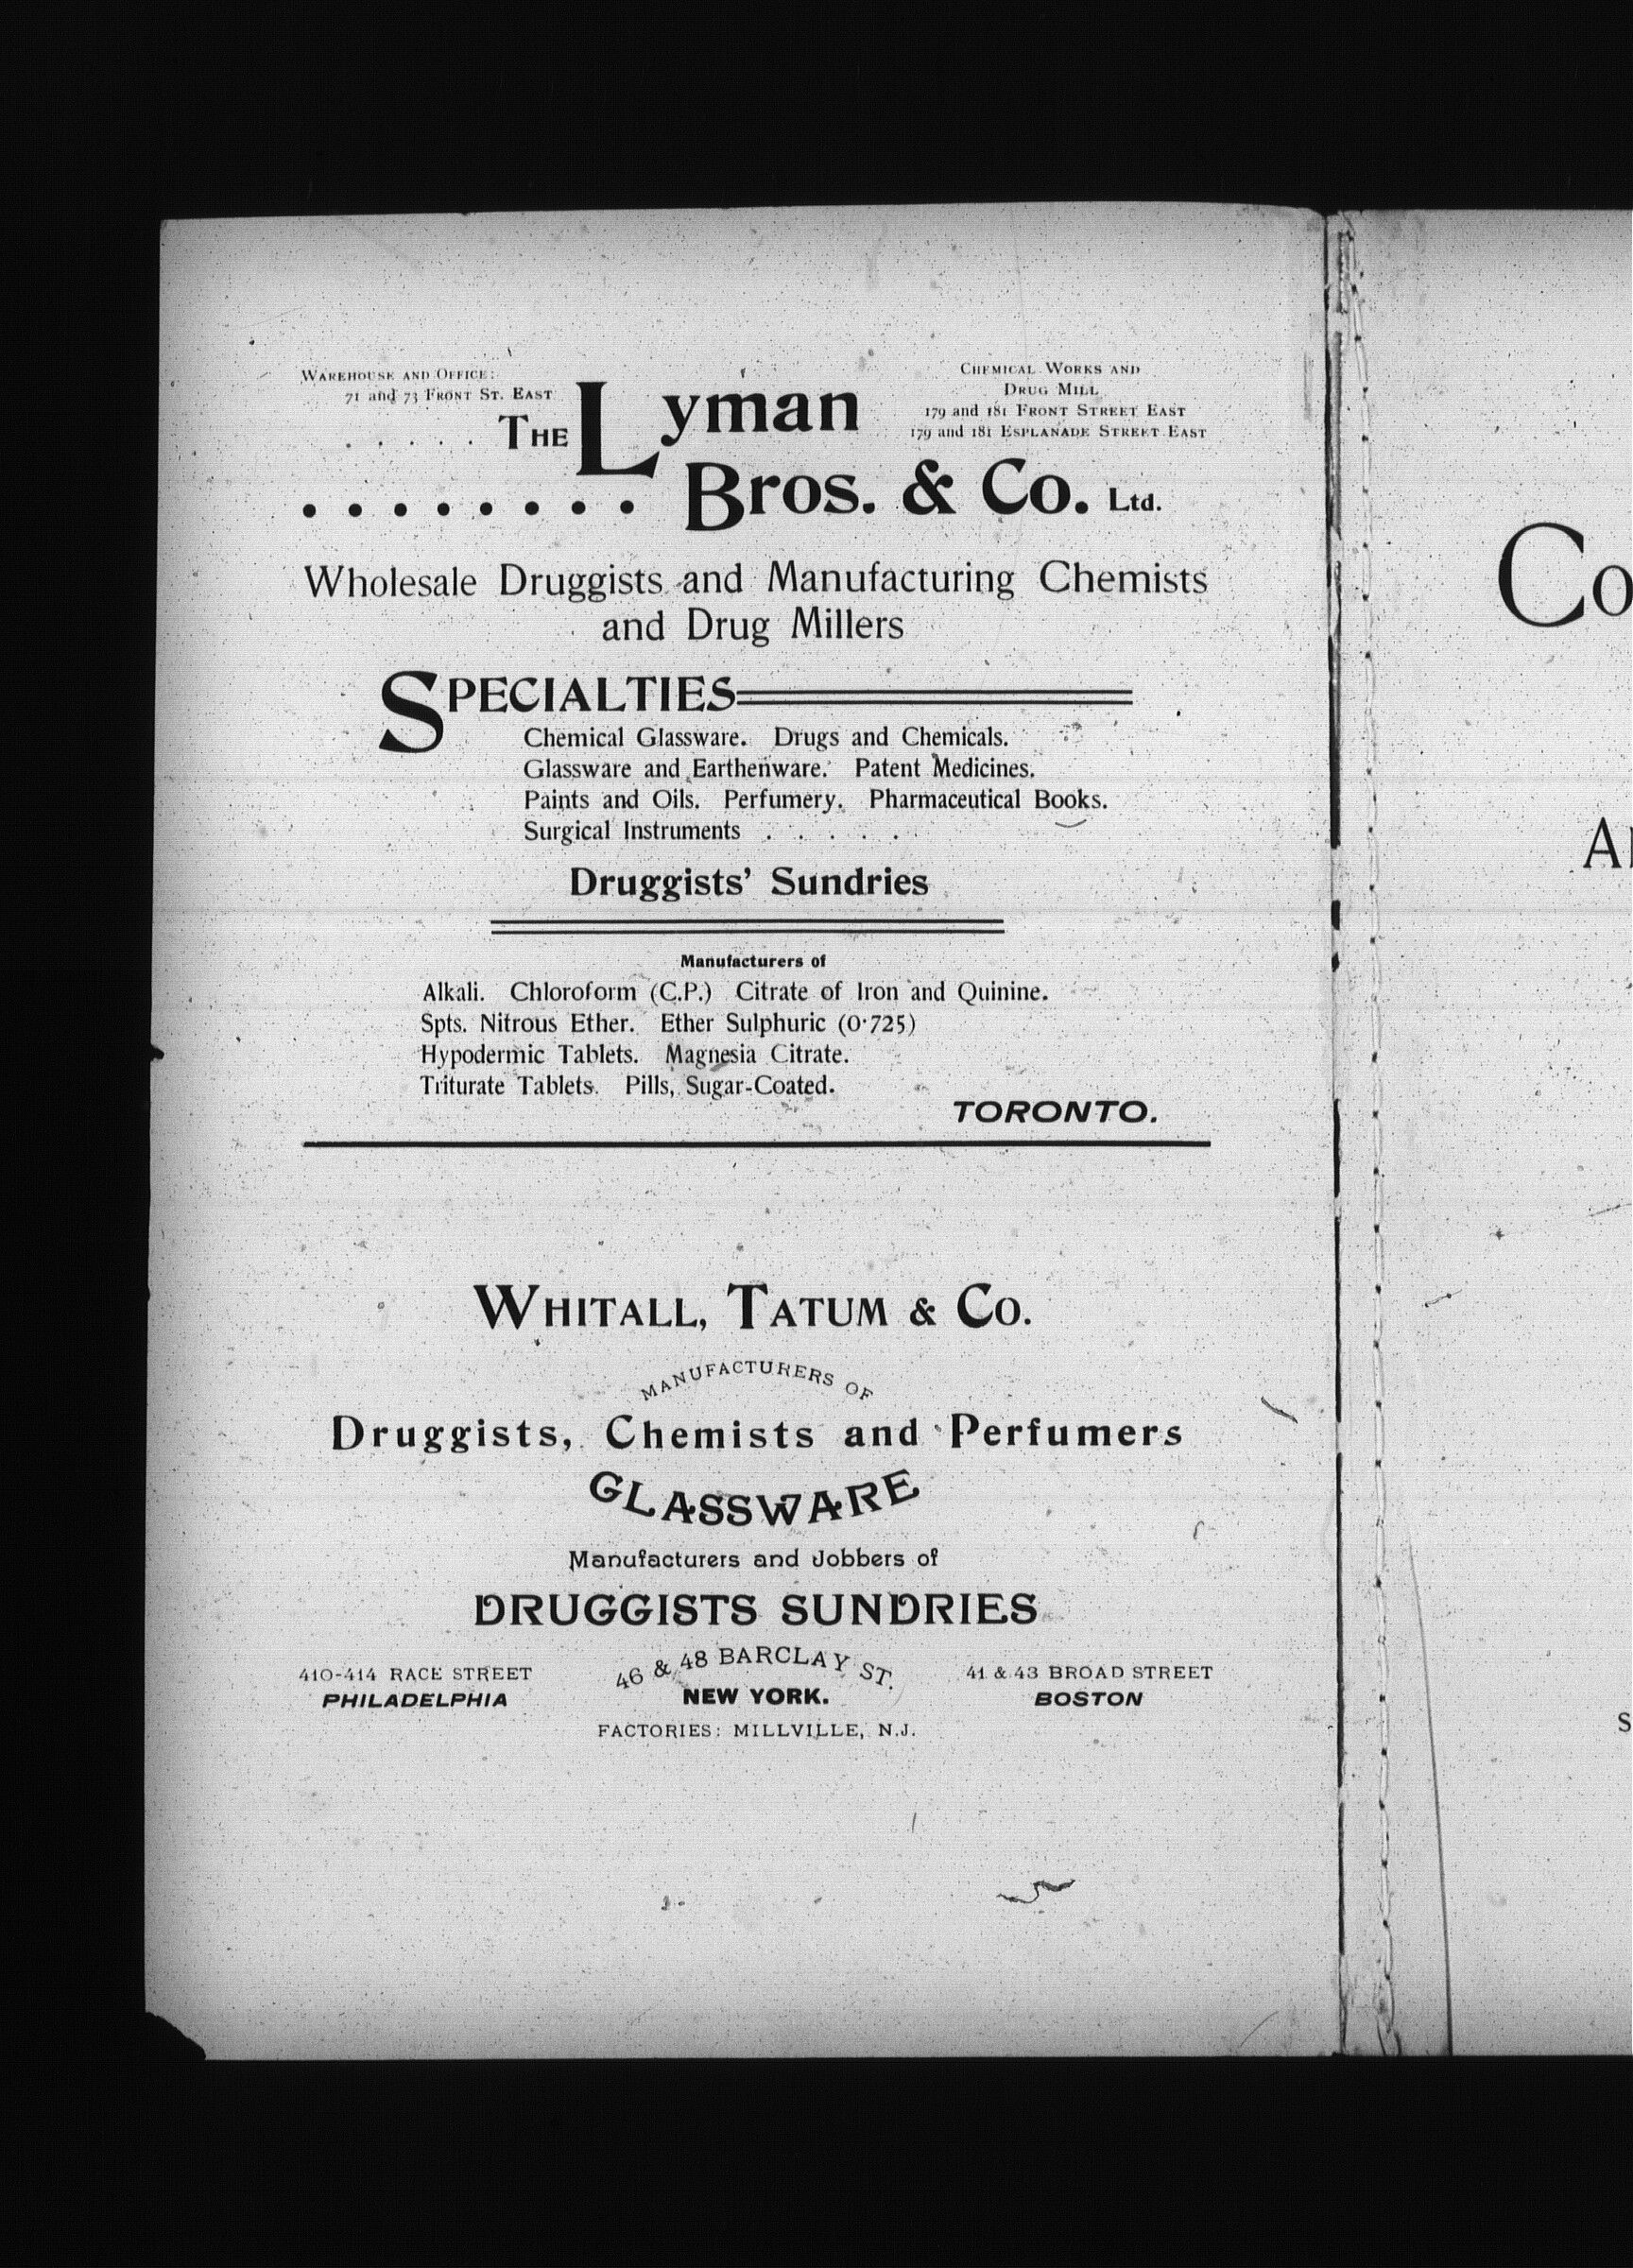 WAREHOUSE AND OFFICE:
71 and 73 FRONT ST. EAST
CHEMICAL WORKS AND
DRUG MILL
179 and 181 FRONT STREET EAST
179 and 181 ESPLANADE STREET EAST
. . . . . THE Lyman
. . . . . . . . Bros. & Co. Ltd.
Wholesale Druggists and Manufacturing Chemists
and Drug Millers
SPECIALTIES
Chemical Glassware. Drugs and Chemicals.
Glassware and Earthenware. Patent Medicines.
Paints and Oils. Perfumery. Pharmaceutical Books.
Surgical Instruments . . . . .
Druggists' Sundries
Manufacturers of
Alkali. Chloroform (C.P.) Citrate of Iron and Quinine.
Spts. Nitrous Ether. Ether Sulphuric (0·725)
Hypodermic Tablets. Magnesia Citrate.
Triturate Tablets. Pills, Sugar-Coated.
TORONTO.
WHITALL, TATUM & CO.
MANUFACTURERS OF
Druggists, Chemists and Perfumers
GLASSWARE
Manufacturers and Jobbers of
DRUGGISTS SUNDRIES
410-414 RACE STREET
PHILADELPHIA
46 & 48 BARCLAY ST.
NEW YORK.
41 & 43 BROAD STREET
BOSTON
FACTORIES: MILLVILLE, N.J.
Co